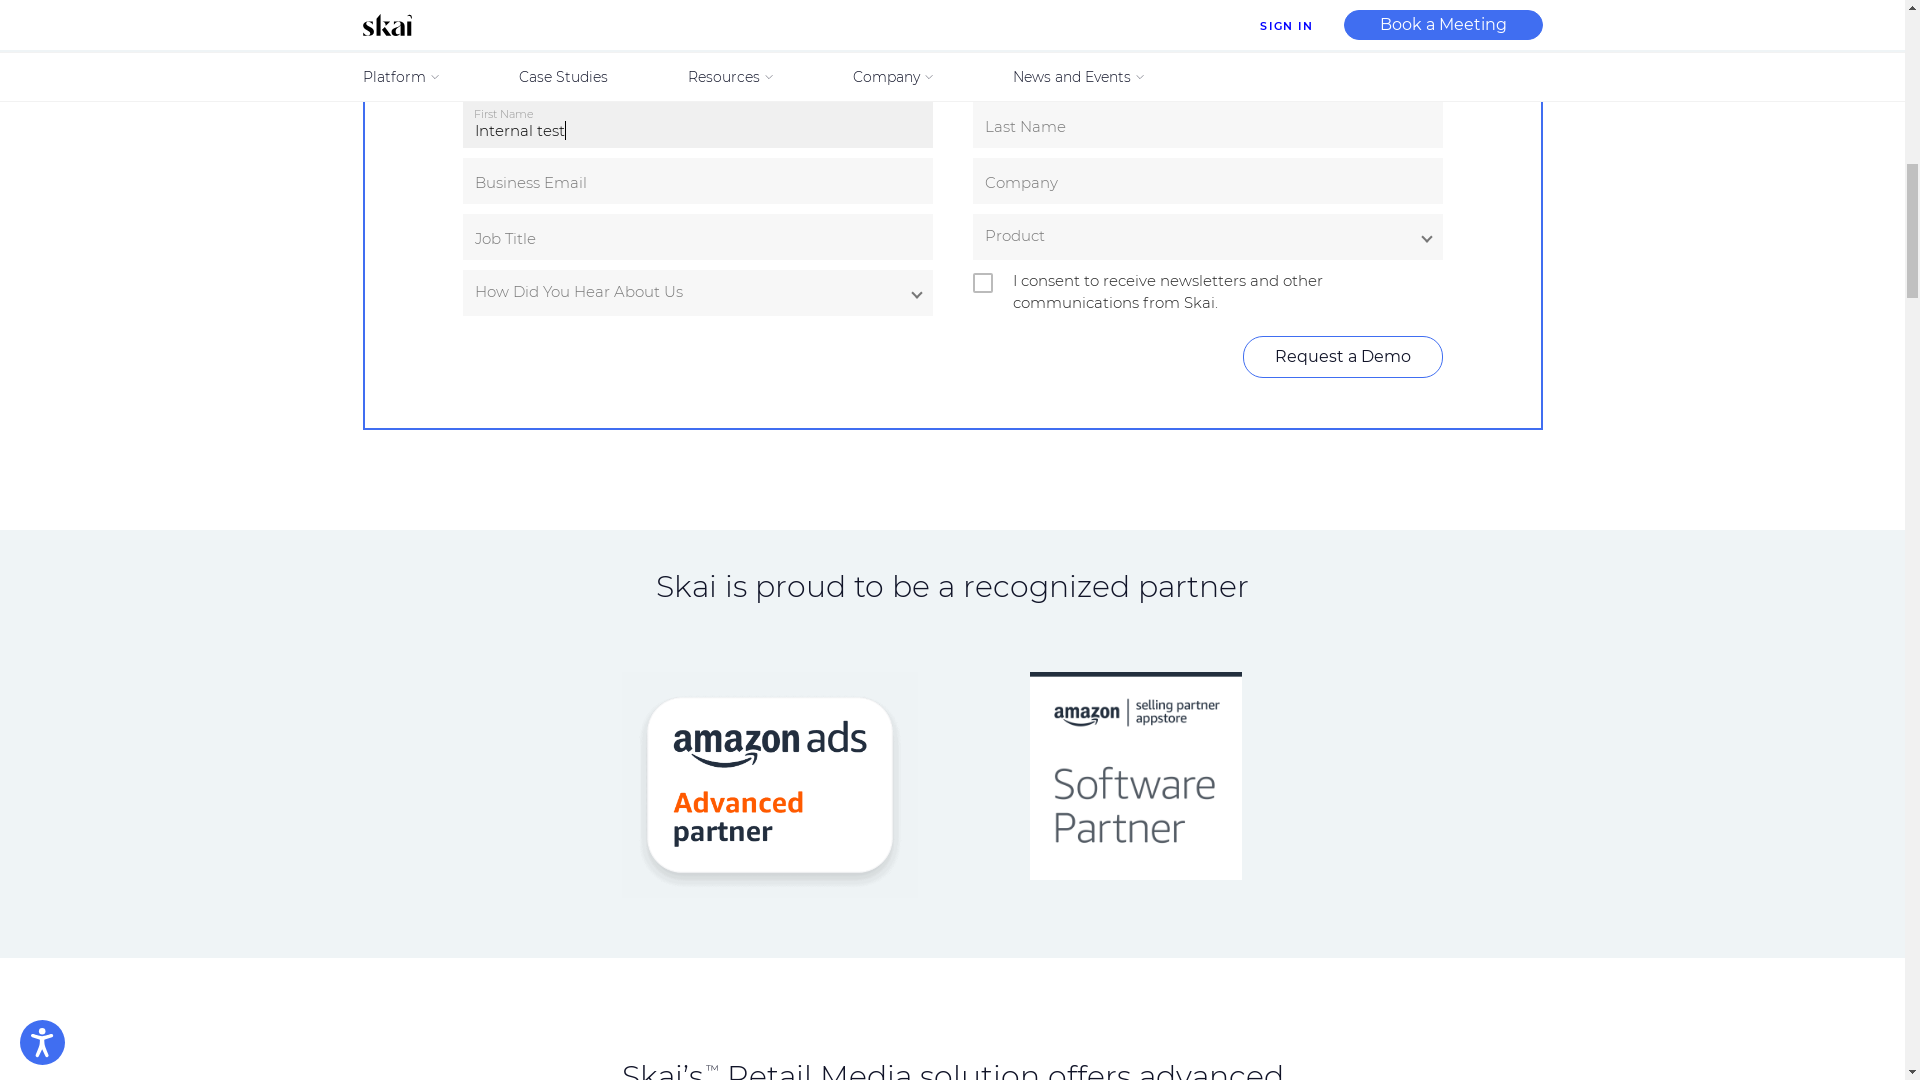 skai
SIGN IN
Book a Meeting
Platform
Case Studies
Resources
Company
News and Events
First Name
Internal test
Last Name
Business Email
Company
Job Title
Product
How Did You Hear About Us
I consent to receive newsletters and other
communications from Skai.
Request a Demo
Skai is proud to be a recognized partner
amazon ads
Advanced
partner
amazon | selling partner
appstore
Software
Partner
Skai's™ Retail Media solution offers advanced